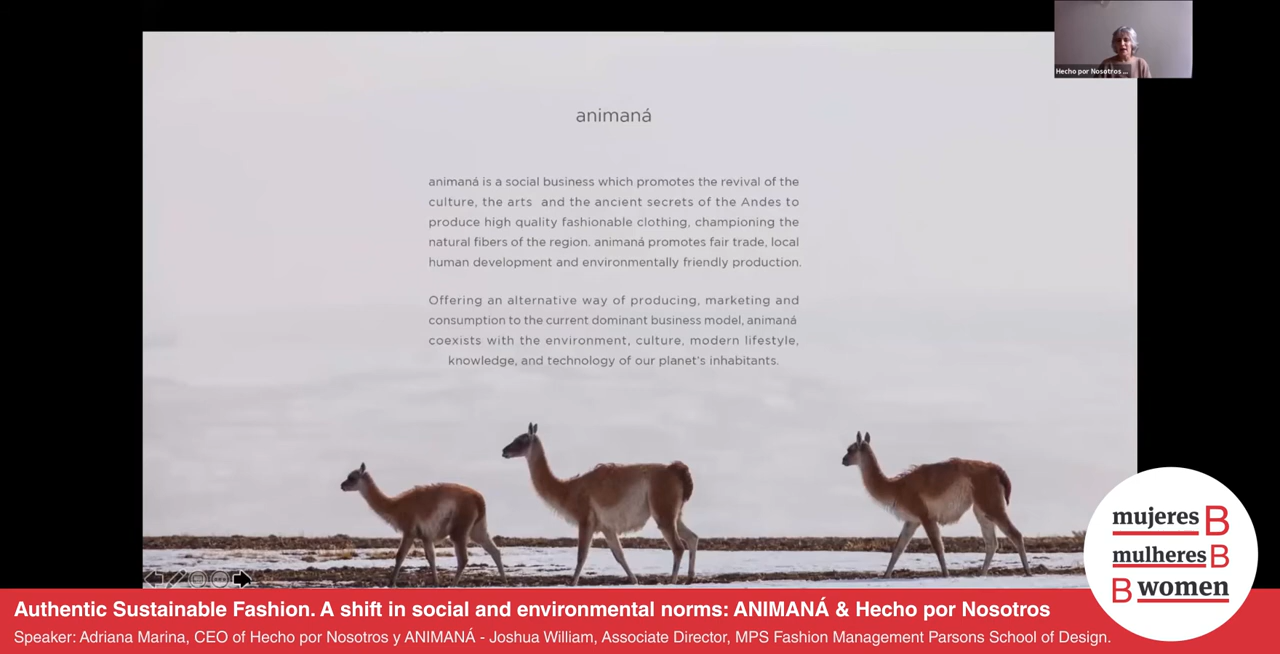 Hecho por Nosotros ...
animaná
animaná is a social business which promotes the revival of the
culture, the arts and the ancient secrets of the Andes to
produce high quality fashionable clothing, championing the
natural fibers of the region. animaná promotes fair trade, local
human development and environmentally friendly production.
Offering an alternative way of producing, marketing and
consumption to the current dominant business model, animaná
coexists with the environment, culture, modern lifestyle,
knowledge, and technology of our planet's inhabitants.
mujeres B
mulheres B
B women
Authentic Sustainable Fashion. A shift in social and environmental norms: ANIMANÁ & Hecho por Nosotros
Speaker: Adriana Marina, CEO of Hecho por Nosotros y ANIMANÁ - Joshua William, Associate Director, MPS Fashion Management Parsons School of Design.